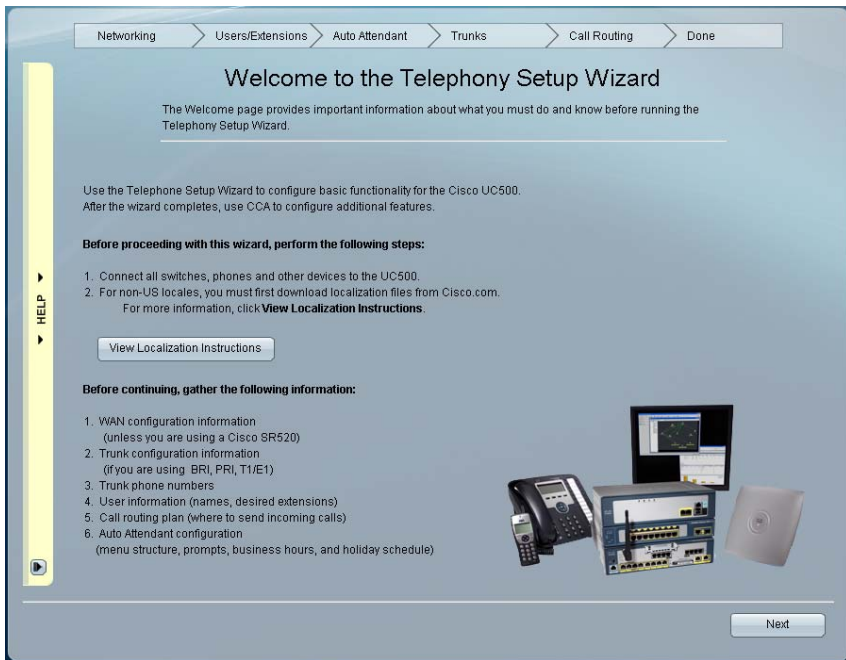 Networking
Users/Extensions
Auto Attendant
Trunks
Call Routing
Done
Welcome to the Telephony Setup Wizard
The Welcome page provides important information about what you must do and know before running the
Telephony Setup Wizard.
Use the Telephone Setup Wizard to configure basic functionality for the Cisco UC500.
After the wizard completes, use CCA to configure additional features.
Before proceeding with this wizard, perform the following steps:
1. Connect all switches, phones and other devices to the UC500.
2. For non-US locales, you must first download localization files from Cisco.com.
For more information, click View Localization Instructions.
HELP
View Localization Instructions
Before continuing, gather the following information:
1. WAN configuration information
(unless you are using a Cisco SR520)
2. Trunk configuration information
(if you are using BRI, PRI, T1/E1)
3. Trunk phone numbers
4. User information (names, desired extensions)
5. Call routing plan (where to send incoming calls)
6. Auto Attendant configuration
(menu structure, prompts, business hours, and holiday schedule)
Next